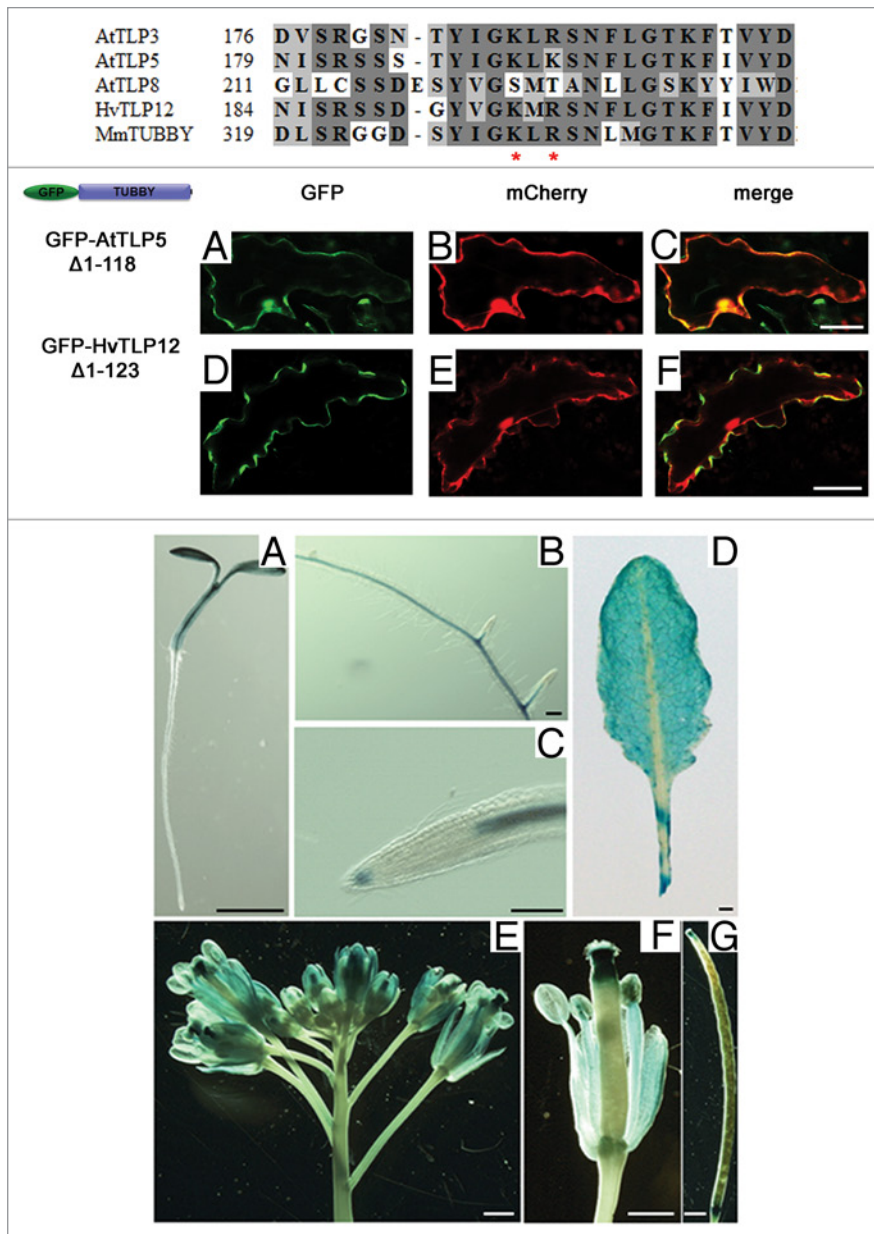 AtTLP3 176 D V S R G S N - T Y I G K L R S N F L G T K F T V Y D
AtTLP5 179 N I S R S S S - T Y I G K L K S N F L G T K F I V Y D
AtTLP8 211 G L L C S S D E S Y V G S M T A N L L G S K Y Y I W D
HvTLP12 184 N I S R S S D - G Y V G K M R S N F L G T K F I V Y D
MmTUBBY 319 D L S R G G D - S Y I G K L R S N L M G T K F T V Y D
* *
GFP TUBBY GFP mCherry merge
GFP-AtTLP5
Δ1-118
A B C
GFP-HvTLP12
Δ1-123
D E F
A B D
C
E F G